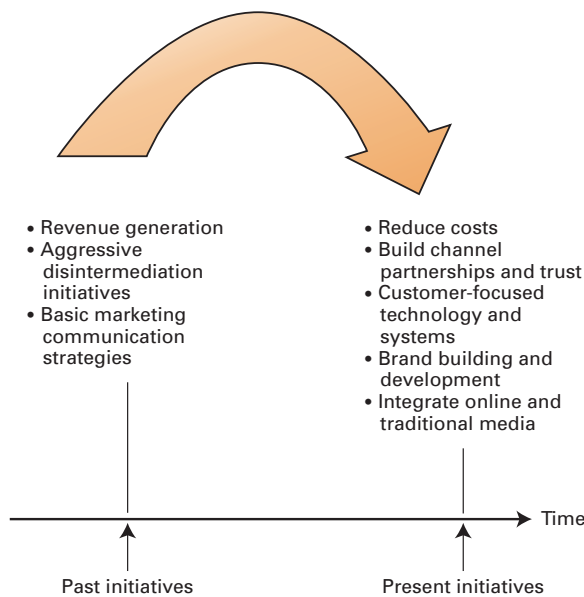 • Revenue generation
• Aggressive
disintermediation
initiatives
• Basic marketing
communication
strategies
• Reduce costs
• Build channel
partnerships and trust
• Customer-focused
technology and
systems
• Brand building and
development
• Integrate online and
traditional media
Time
Past initiatives
Present initiatives